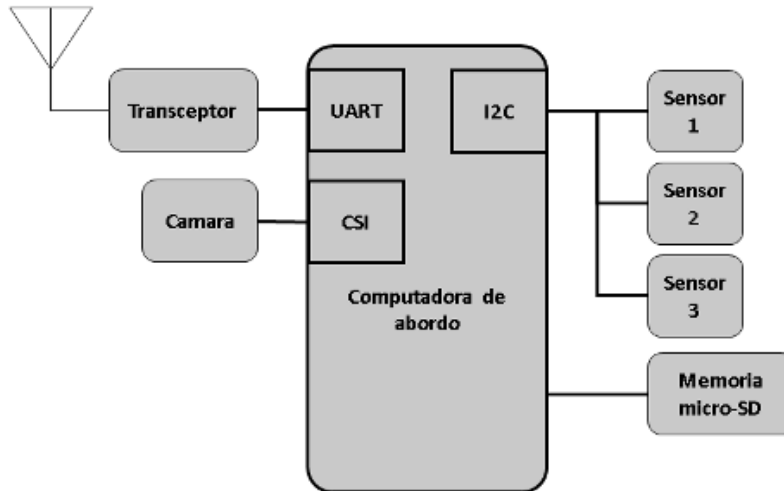 Transceptor
UART
I2C
Sensor
1
Camara
CSI
Sensor
2
Computadora de
abordo
Sensor
3
Memoria
micro-SD